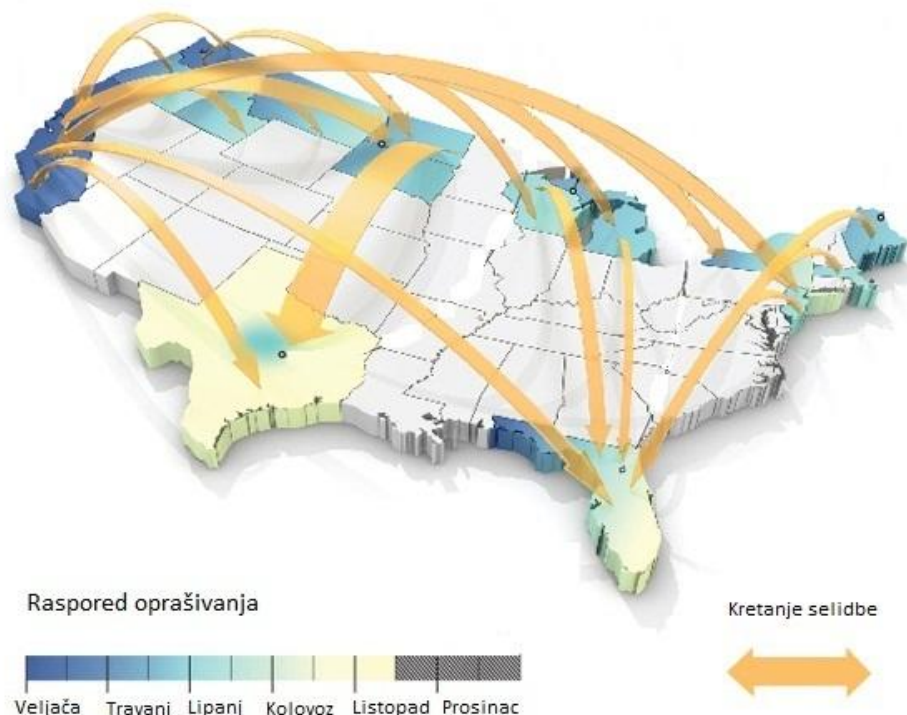 Raspored oprašivanja
Kretanje selidbe
Veljača Travanj Lipanj Kolovoz Listopad Prosinac